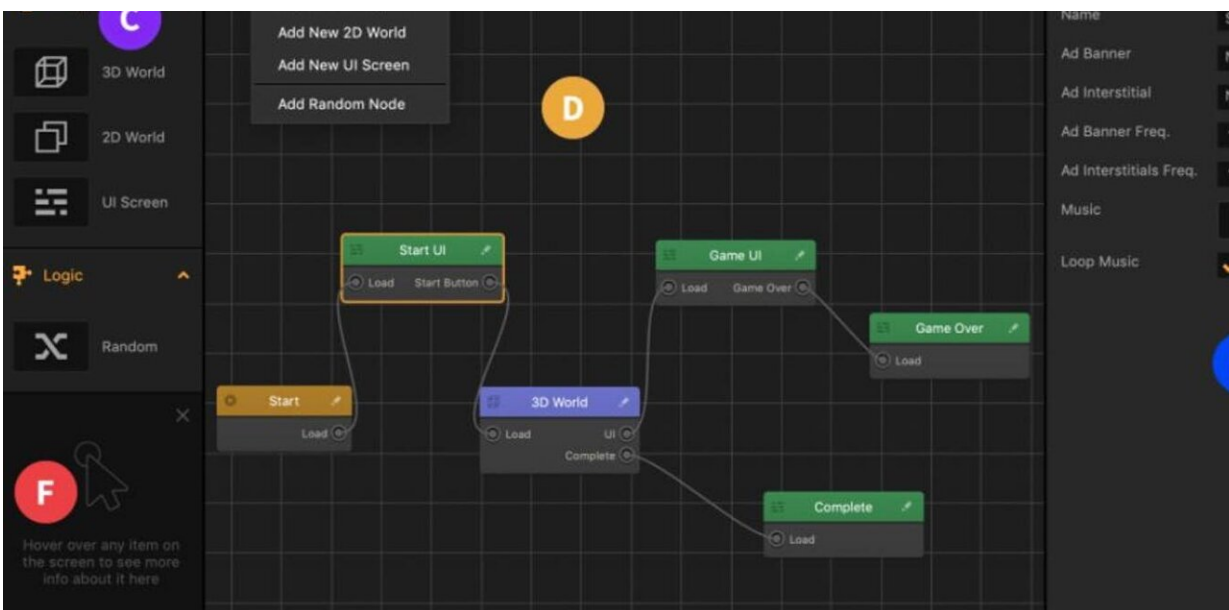 C
3D World
2D World
UI Screen
Logic
Random
F
Hover over any item on
the screen to see more
info about it here
Add New 2D World
Add New UI Screen
Add Random Node
D
Start UI
Load Start Button
Game UI
Load Game Over
Game Over
Load
Start
Load
3D World
Load UI
Complete
Complete
Load
Name
Ad Banner
Ad Interstitial
Ad Banner Freq.
Ad Interstitials Freq.
Music
Loop Music